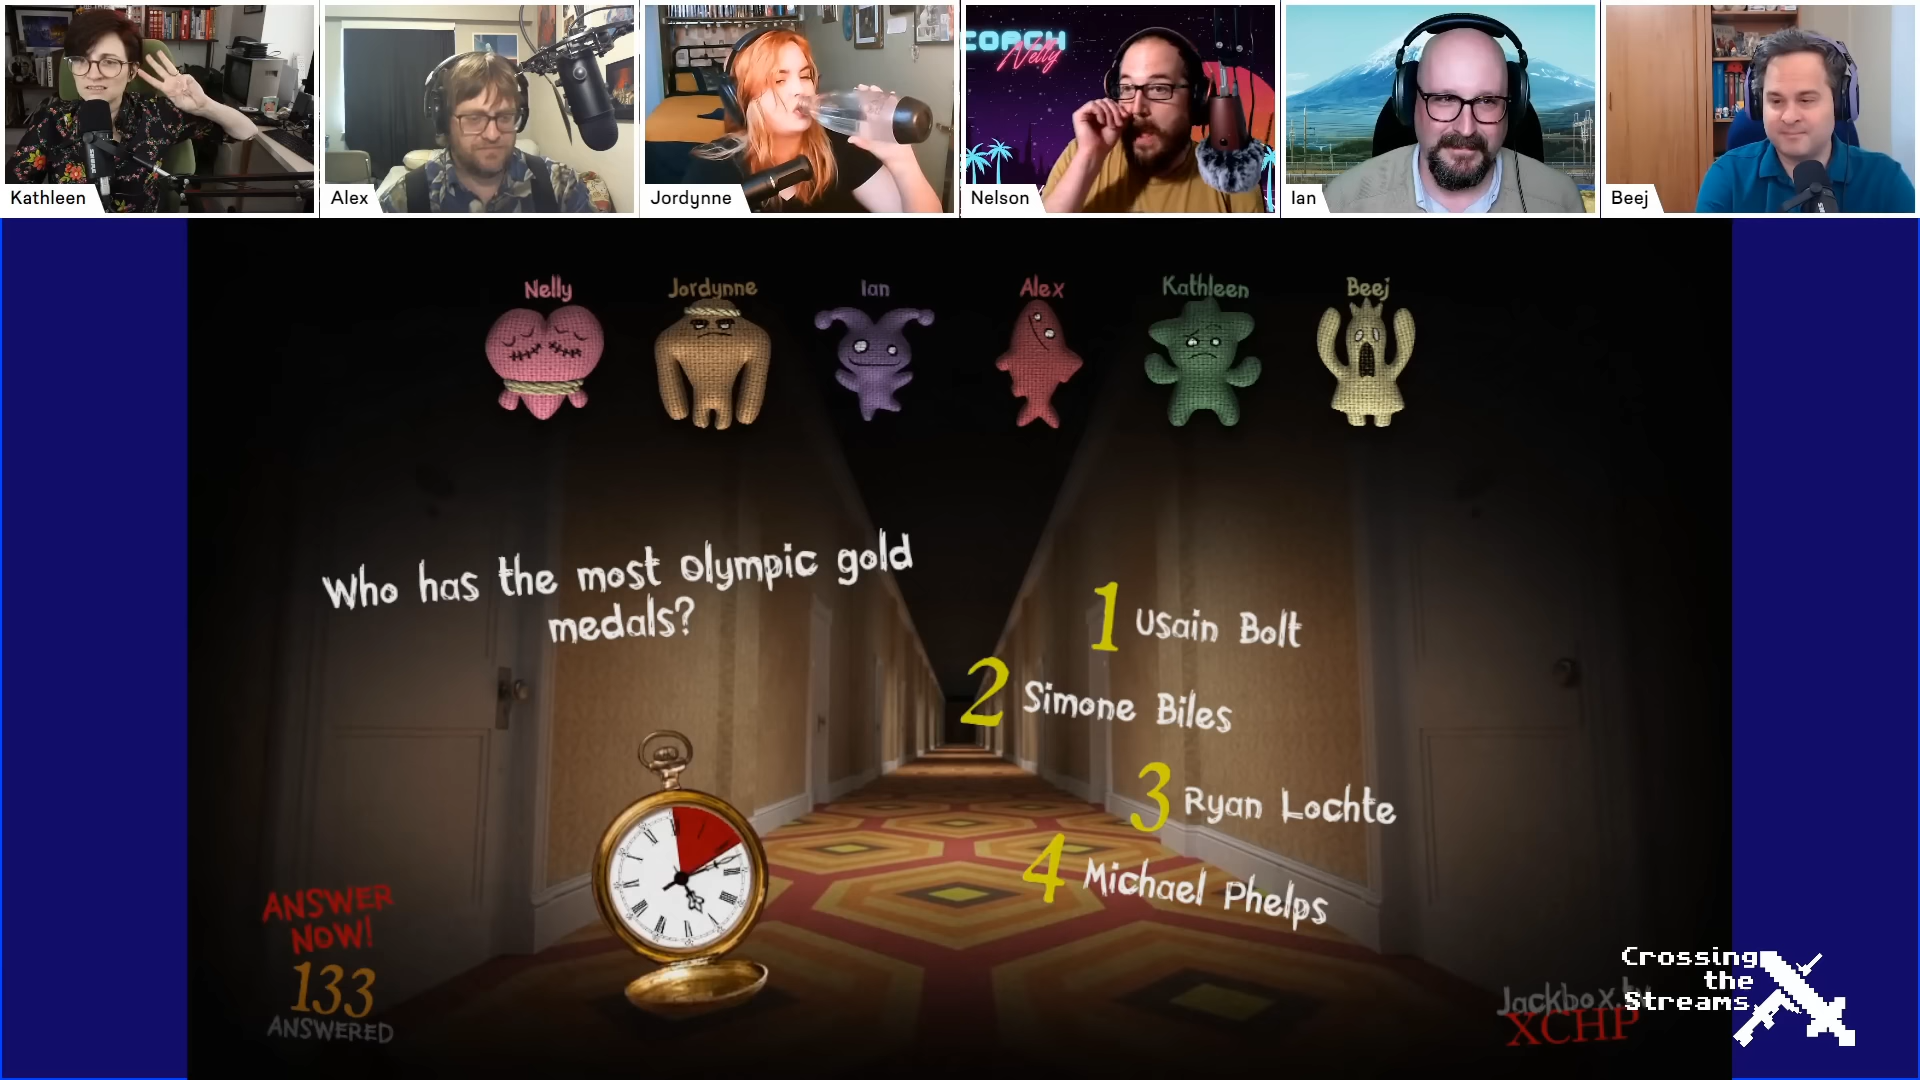 COACH
Nelly
Kathleen
Alex
Jordynne
Nelson
Ian
Beej
Nelly
Jordynne
Ian
Alex
Kathleen
Beej
Who has the most olympic gold
medals?
1 Usain Bolt
2 Simone Biles
3 Ryan Lochte
4 Michael Phelps
ANSWER
NOW!
133
ANSWERED
Jackbox.tv
XCHP
Crossing
the
Streams